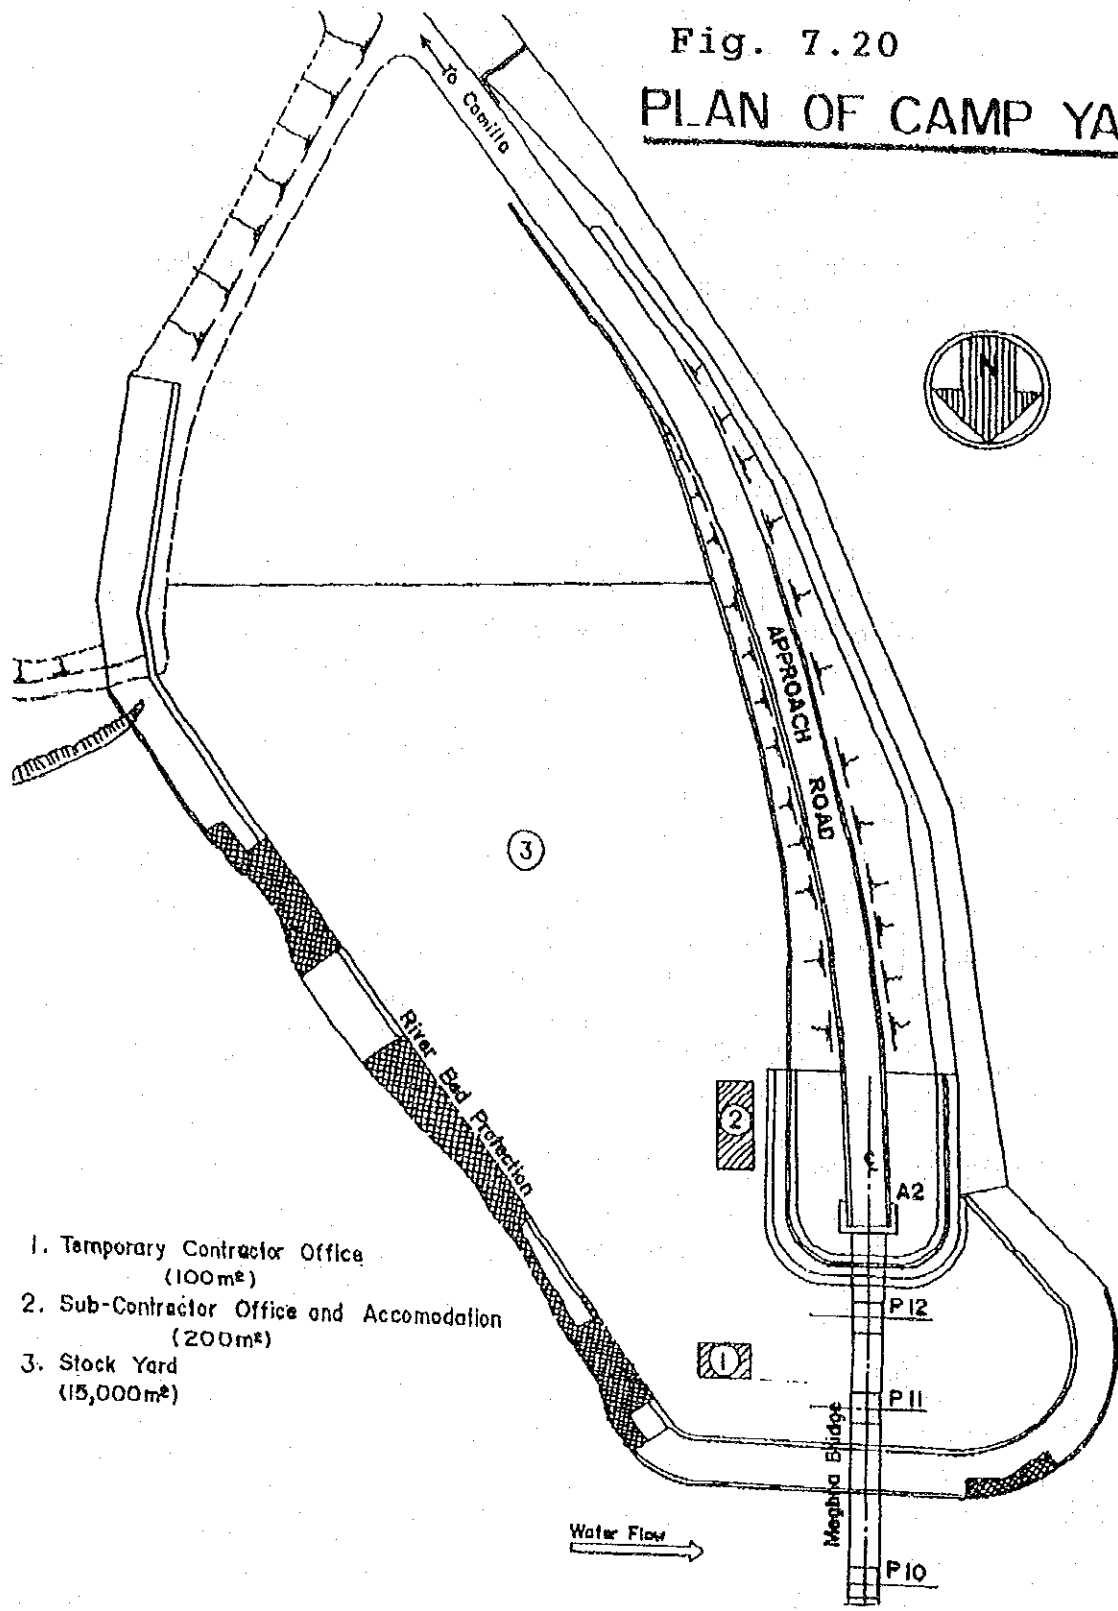 Fig. 7.20
PLAN OF CAMP YA
To Comilla
N
APPROACH ROAD
3
River Bed Protection
2
A2
1. Temporary Contractor Office
(100m²)
2. Sub-Contractor Office and Accomodation
(200m²)
3. Stock Yard
(15,000m²)
P12
1
P11
Meghna Bridge
Water Flow
P10